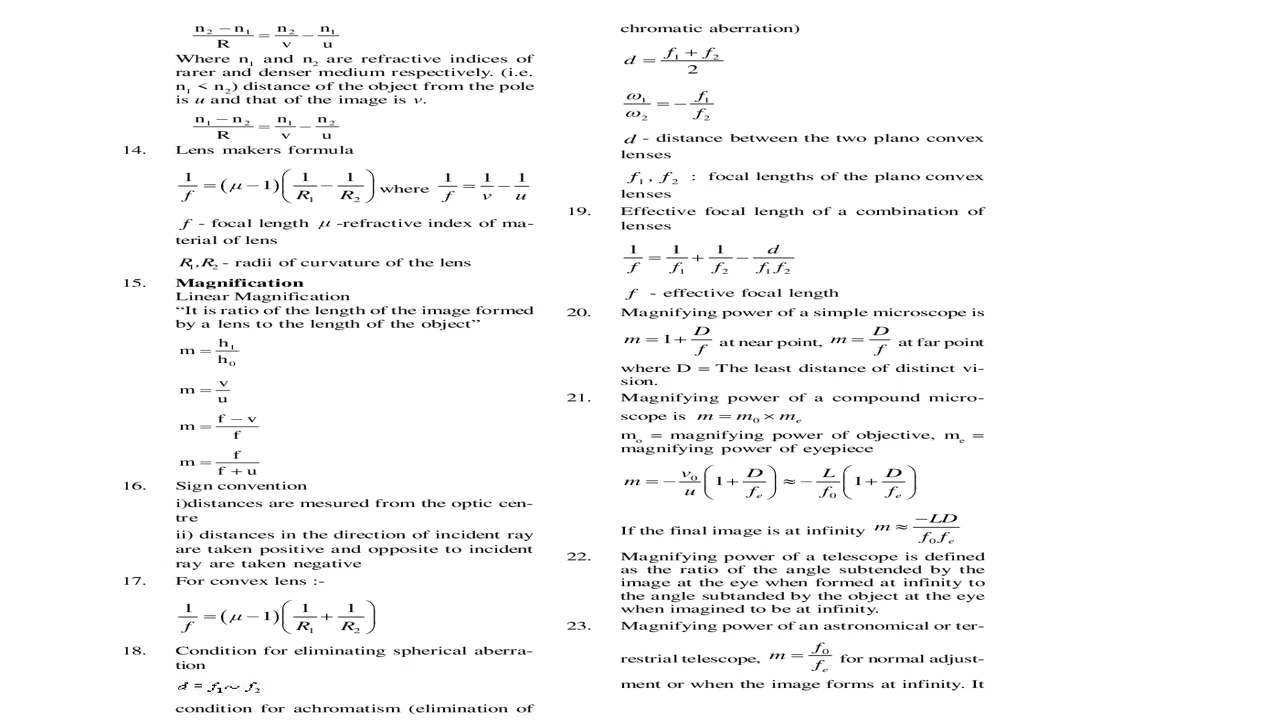 (n₂ − n₁)/R = n₂/v − n₁/u
Where n₁ and n₂ are refractive indices of
rarer and denser medium respectively. (i.e.
n₁ < n₂) distance of the object from the pole
is u and that of the image is v.
(n₁ − n₂)/R = n₁/v − n₂/u
14. Lens makers formula
1/f = (μ − 1)(1/R₁ − 1/R₂) where 1/f = 1/v − 1/u
f - focal length μ -refractive index of ma-
terial of lens
R₁,R₂ - radii of curvature of the lens
15. Magnification
Linear Magnification
“It is ratio of the length of the image formed
by a lens to the length of the object”
m = h₁/h₀
m = v/u
m = (f − v)/f
m = f/(f + u)
16. Sign convention
i)distances are mesured from the optic cen-
tre
ii) distances in the direction of incident ray
are taken positive and opposite to incident
ray are taken negative
17. For convex lens :-
1/f = (μ − 1)(1/R₁ + 1/R₂)
18. Condition for eliminating spherical aberra-
tion
d = f₁ ~ f₂
condition for achromatism (elimination of
chromatic aberration)
d = (f₁ + f₂)/2
ω₁/ω₂ = − f₁/f₂
d - distance between the two plano convex
lenses
f₁, f₂ : focal lengths of the plano convex
lenses
19. Effective focal length of a combination of
lenses
1/f = 1/f₁ + 1/f₂ − d/(f₁f₂)
f - effective focal length
20. Magnifying power of a simple microscope is
m = 1 + D/f at near point, m = D/f at far point
where D = The least distance of distinct vi-
sion.
21. Magnifying power of a compound micro-
scope is m = m₀ × mₑ
mₒ = magnifying power of objective, mₑ =
magnifying power of eyepiece
m = − v₀/u (1 + D/fₑ) ≈ − L/f₀ (1 + D/fₑ)
If the final image is at infinity m ≈ −LD/(f₀fₑ)
22. Magnifying power of a telescope is defined
as the ratio of the angle subtended by the
image at the eye when formed at infinity to
the angle subtanded by the object at the eye
when imagined to be at infinity.
23. Magnifying power of an astronomical or ter-
restrial telescope, m = f₀/fₑ for normal adjust-
ment or when the image forms at infinity. It